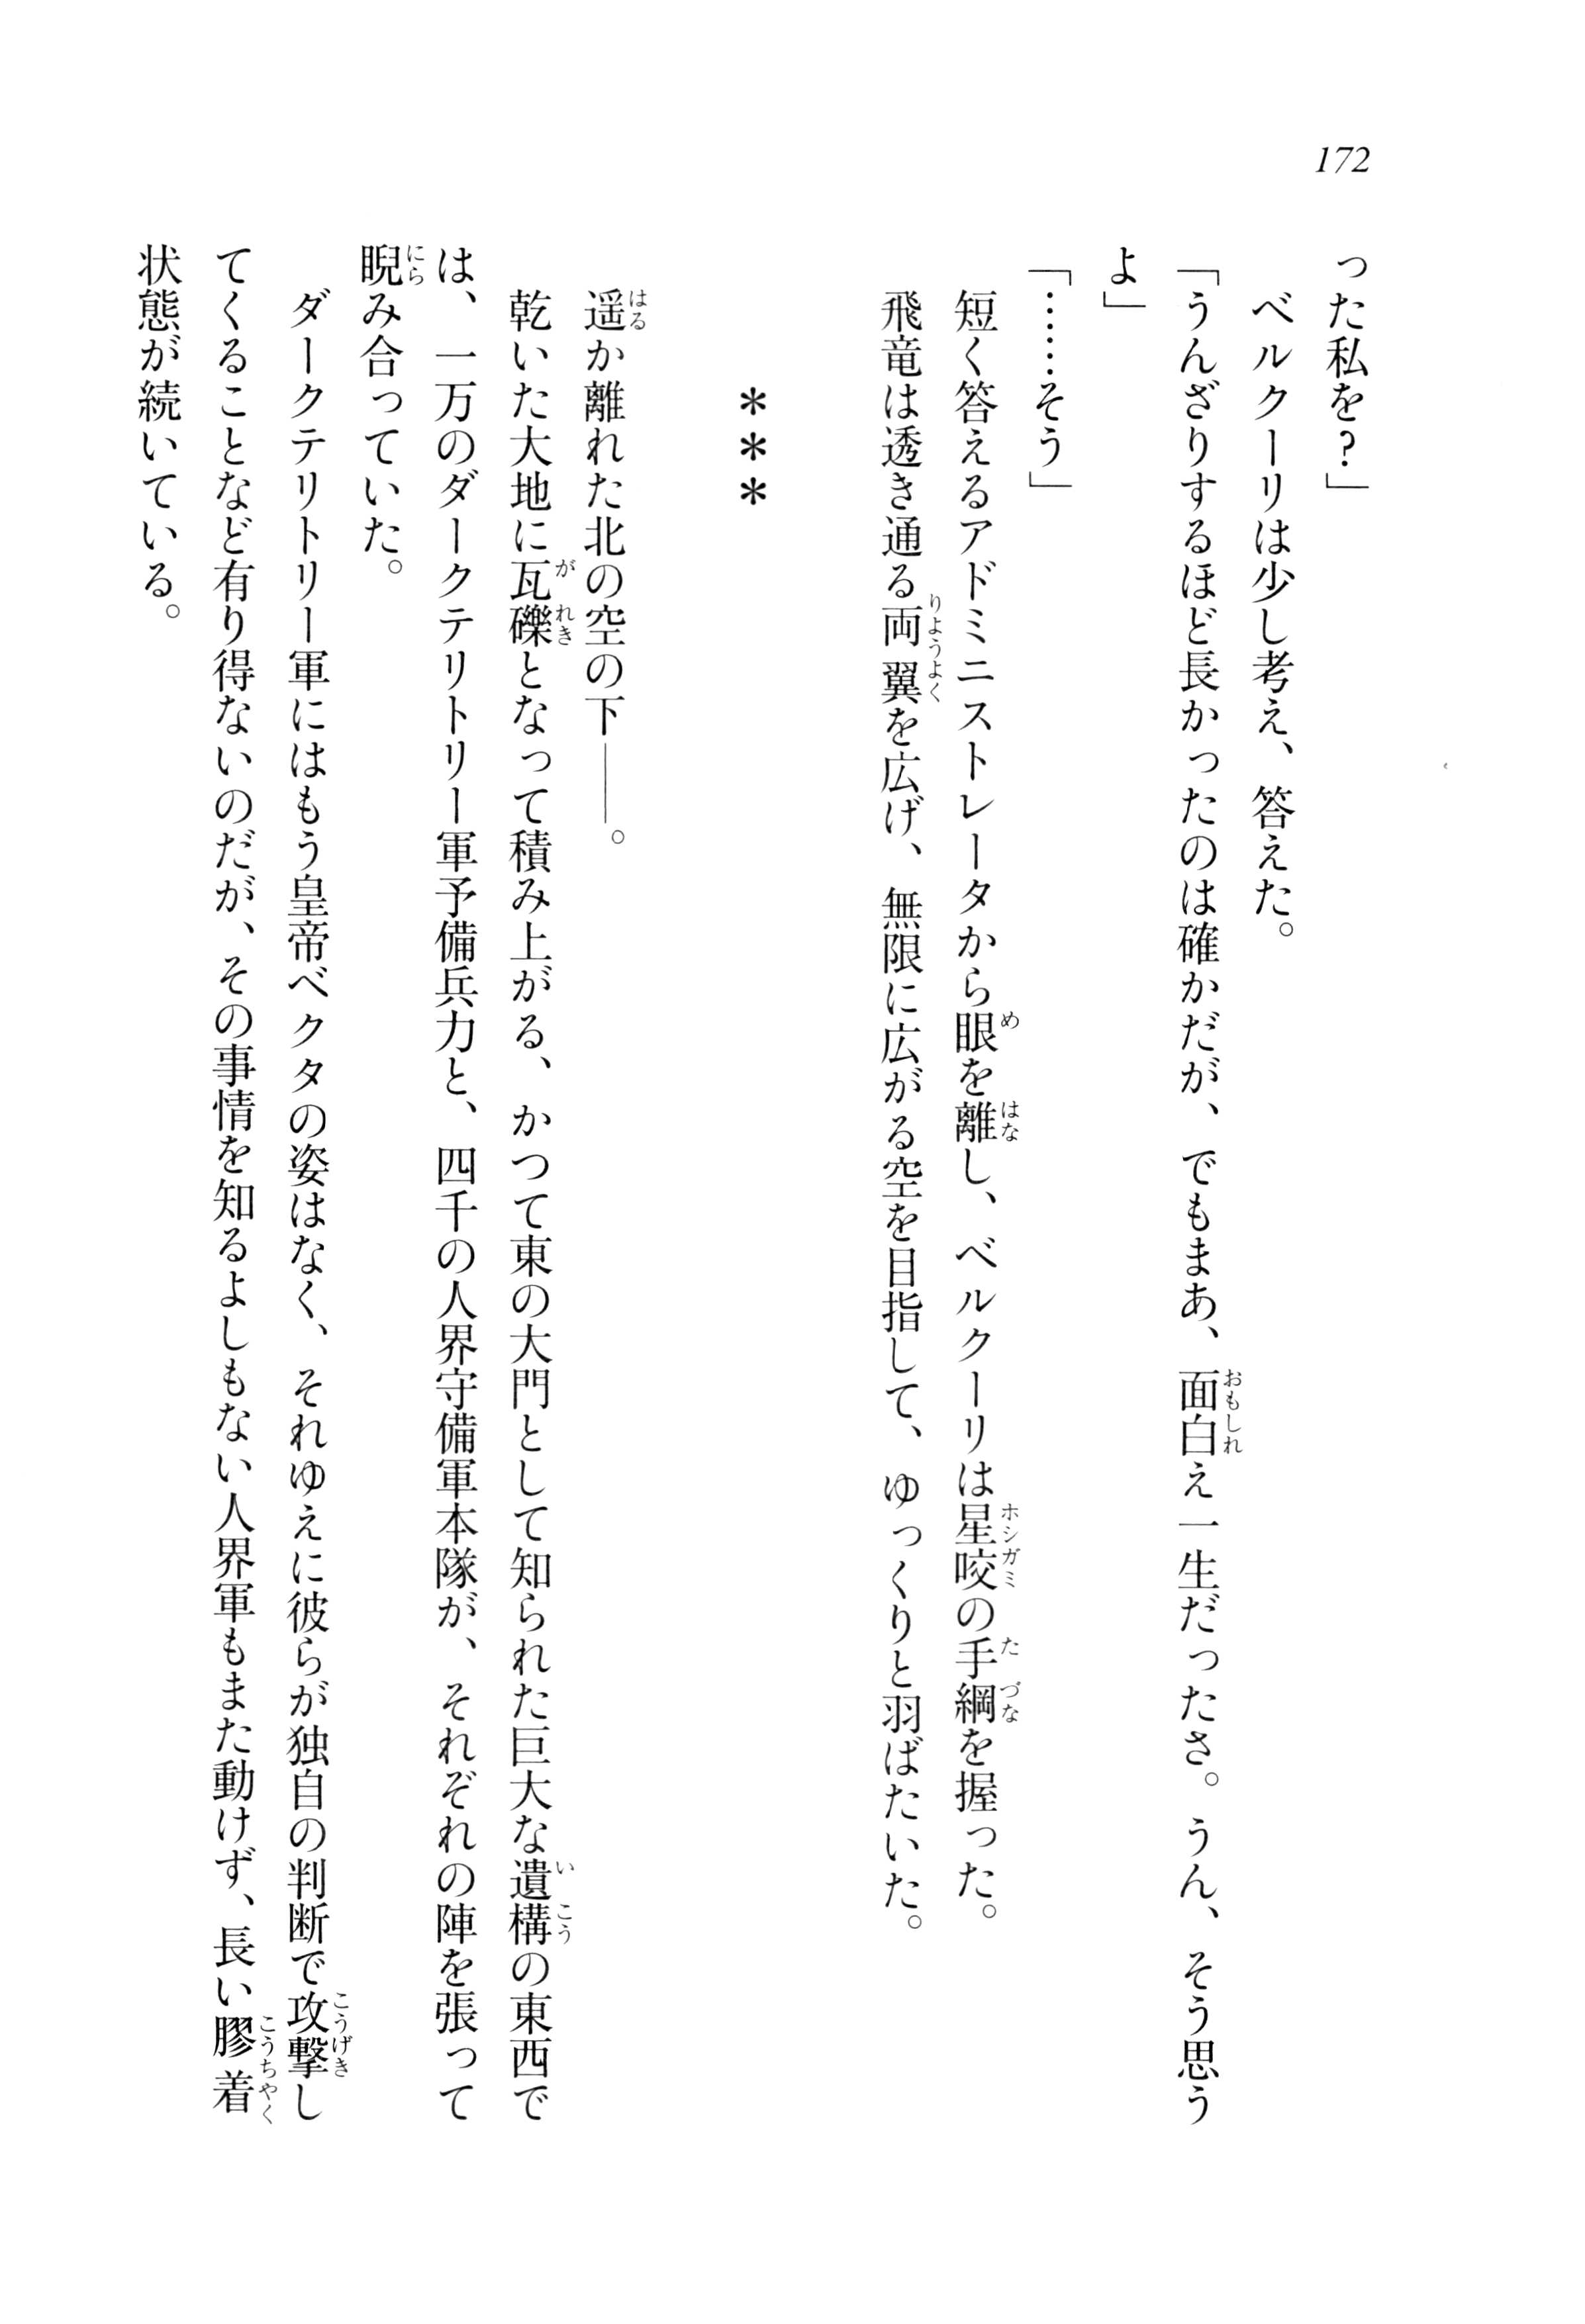 172
った私を?」
ベルクーリは少し考え、答えた。
「うんざりするほど長かったのは確かだが、でもまあ、面白え一生だったさ。うん、そう思う
よ」
「……そう」
短く答えるアドミニストレータから眼を離し、ベルクーリは星咬の手綱を握った。
飛竜は透き通る両翼を広げ、無限に広がる空を目指して、ゆっくりと羽ばたいた。
＊＊＊
遥か離れた北の空の下――。
乾いた大地に瓦礫となって積み上がる、かつて東の大門として知られた巨大な遺構の東西で
は、一万のダークテリトリー軍予備兵力と、四千の人界守備軍本隊が、それぞれの陣を張って
睨み合っていた。
ダークテリトリー軍にはもう皇帝ベクタの姿はなく、それゆえに彼らが独自の判断で攻撃し
てくることなど有り得ないのだが、その事情を知るよしもない人界軍もまた動けず、長い膠着
状態が続いている。